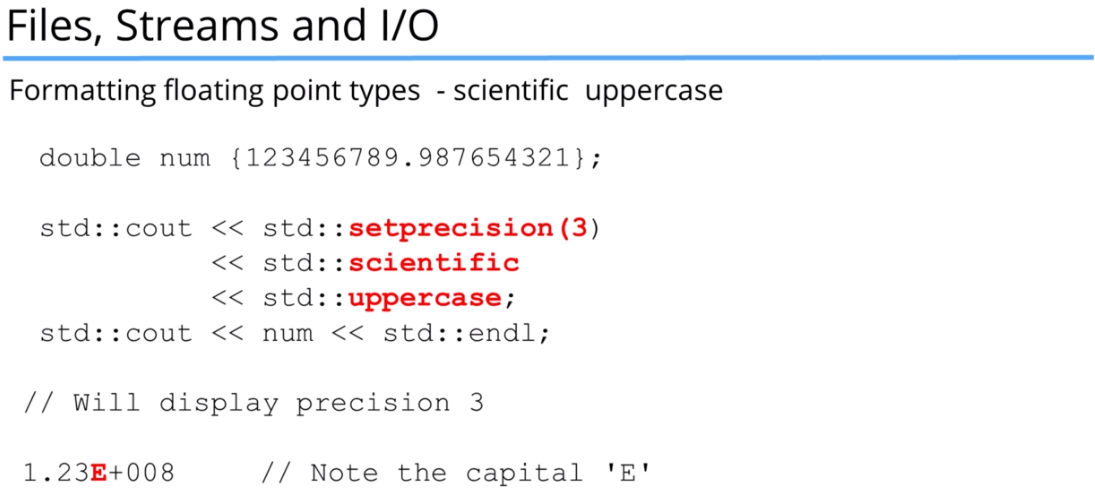 Files, Streams and I/O
Formatting floating point types - scientific uppercase
double num {123456789.987654321};
std::cout << std::setprecision(3)
<< std::scientific
<< std::uppercase;
std::cout << num << std::endl;
// Will display precision 3
1.23E+008 // Note the capital 'E'